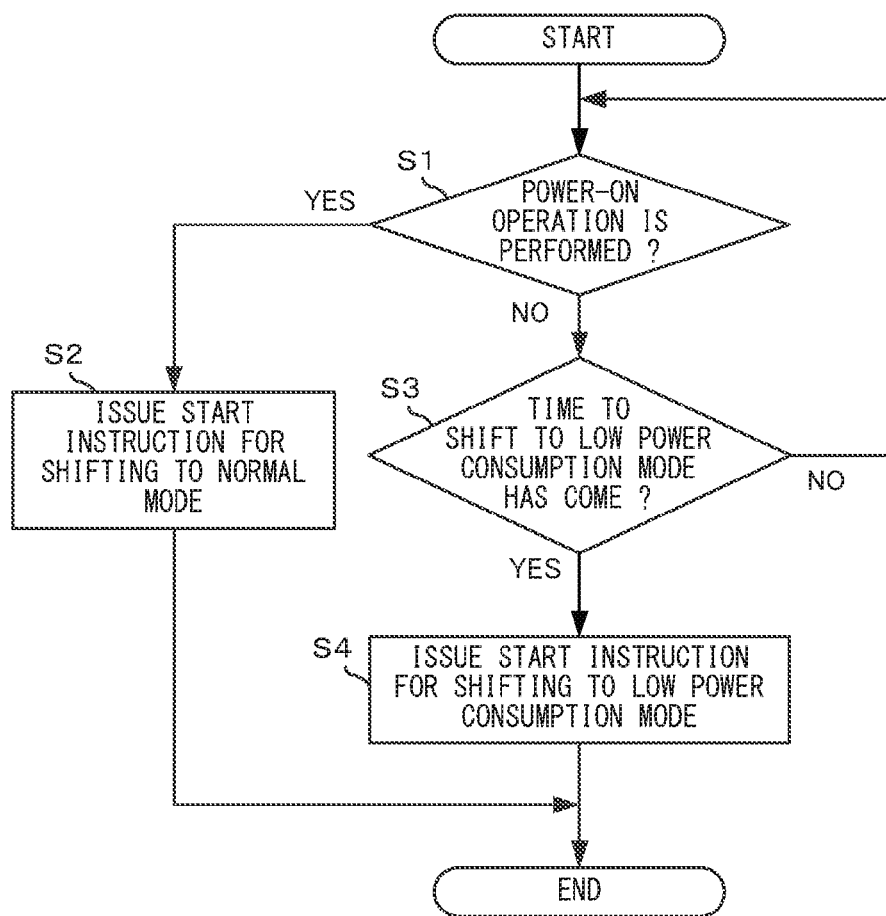 START
S1
YES
POWER-ON
OPERATION IS
PERFORMED ?
NO
S2
ISSUE START
INSTRUCTION FOR
SHIFTING TO NORMAL
MODE
S3
TIME TO
SHIFT TO LOW POWER
CONSUMPTION MODE
HAS COME ?
NO
YES
S4
ISSUE START INSTRUCTION
FOR SHIFTING TO LOW POWER
CONSUMPTION MODE
END